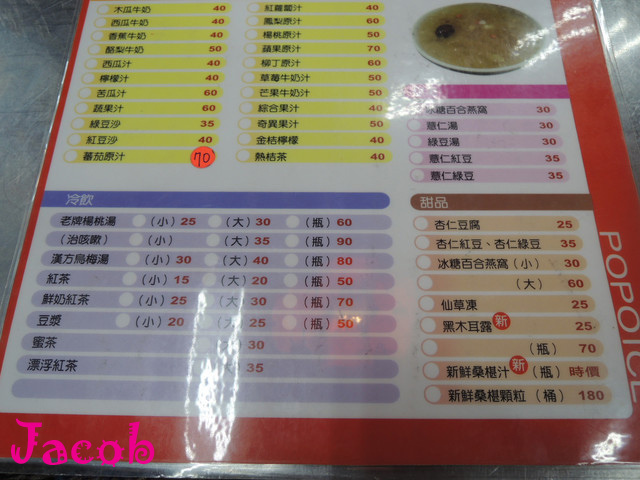 木瓜牛奶 40
西瓜牛奶 40
香蕉牛奶 40
酪梨牛奶 50
西瓜汁 40
檸檬汁 40
苦瓜汁 60
蔬果汁 60
綠豆沙 35
紅豆沙 40
蕃茄原汁 70
紅蘿蔔汁 40
鳳梨原汁 60
楊桃原汁 50
蘋果原汁 70
柳丁原汁 60
草莓牛奶汁 50
芒果牛奶汁 50
綜合果汁 40
奇異果汁 50
金桔檸檬 40
熱桔茶 40
冰糖百合燕窩 30
薏仁湯 30
綠豆湯 30
薏仁紅豆 35
薏仁綠豆 35
冷飲
老牌楊桃湯 (小) 25 (大) 30 (瓶) 60
(治咳嗽) (小) (大) 35 (瓶) 90
漢方烏梅湯 (小) 30 (大) 40 (瓶) 80
紅茶 (小) 15 (大) 20 (瓶) 50
鮮奶紅茶 (小) 25 (大) 30 (瓶) 70
豆漿 (小) 20 (大) 25 (瓶) 50
蜜茶 (大) 30
漂浮紅茶 (大) 35
甜品
杏仁豆腐 25
杏仁紅豆、杏仁綠豆 35
冰糖百合燕窩 (小) 30
(大) 60
仙草凍 25
黑木耳露 新 25
(瓶) 70
新鮮桑椹汁 新 (瓶) 時價
新鮮桑椹顆粒 (桶) 180
POPOICE
Jacob